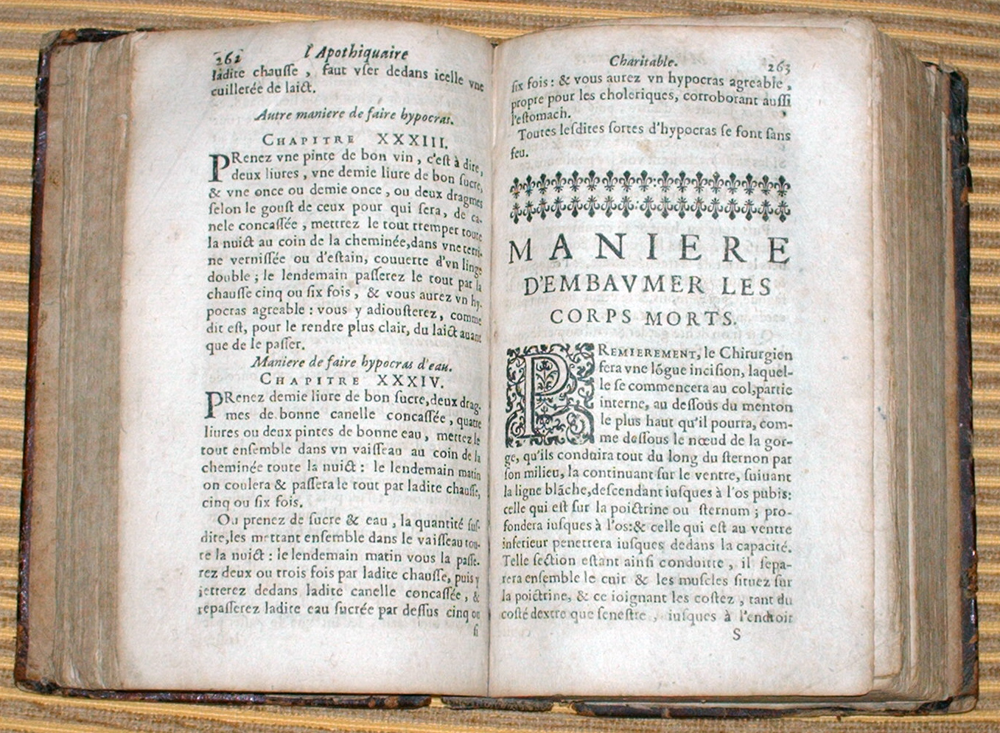 262 l'Apothiquaire
ladite chausse, faut vser dedans icelle vne
cuillerée de laict.
Autre maniere de faire hypocras.
CHAPITRE XXXIII.
PRenez vne pinte de bon vin, c'est à dire,
deux liures, vne demie liure de bon sucre,
& vne once ou demie once, ou deux dragmes
selon le goust de ceux pour qui sera, de ca-
nele concassée, mettrez le tout tremper toute
la nuict au coin de la cheminée, dans vne terri-
ne vernissée ou d'estain, couuerte d'vn linge
double; le lendemain passerez le tout par la
chausse cinq ou six fois, & vous aurez vn hy-
pocras agreable: vous y adiousterez, comme
dit est, pour le rendre plus clair, du laict auant
que de le passer.
Maniere de faire hypocras d'eau.
CHAPITRE XXXIV.
PRenez demie liure de bon sucre, deux drag-
mes de bonne canelle concassée, quatre
liures ou deux pintes de bonne eau, mettez le
tout ensemble dans vn vaisseau au coin de la
cheminée toute la nuict: le lendemain matin
on coulera & passera le tout par ladite chausse,
cinq ou six fois.
Ou prenez de sucre & eau, la quantité sus-
dite, les mettant ensemble dans le vaisseau tou-
te la nuict: le lendemain matin vous la passe-
rez deux ou trois fois par ladite chausse, puis y
ietterez dedans ladite canelle concassée, &
repasserez ladite eau sucrée par dessus cinq ou
si
Charitable. 263
six fois: & vous aurez vn hypocras agreable,
propre pour les choleriques, corroborant aussi
l'estomach.
Toutes lesdites sortes d'hypocras se font sans
feu.
MANIERE
D'EMBAVMER LES
CORPS MORTS.
PREMIEREMENT, le Chirurgien
fera vne lõgue incision, laquel-
le se commencera au col, partie
interne, au dessous du menton
le plus haut qu'il pourra, com-
me dessous le nœud de la gor-
ge, qu'ils conduira tout du long du sternon par
son milieu, la continuant sur le ventre, suiuant
la ligne blãche, descendant iusques à l'os pubis:
celle qui est sur la poictrine ou sternum; pro-
fondera iusques à l'os: & celle qui est au ventre
inferieur penetrera iusques dedans la capacité.
Telle section estant ainsi conduitte, il sepa-
rera ensemble le cuir & les muscles situez sur
la poictrine, & ce ioignant les costez, tant du
costé dextre que senestre, iusques à l'endroit
S